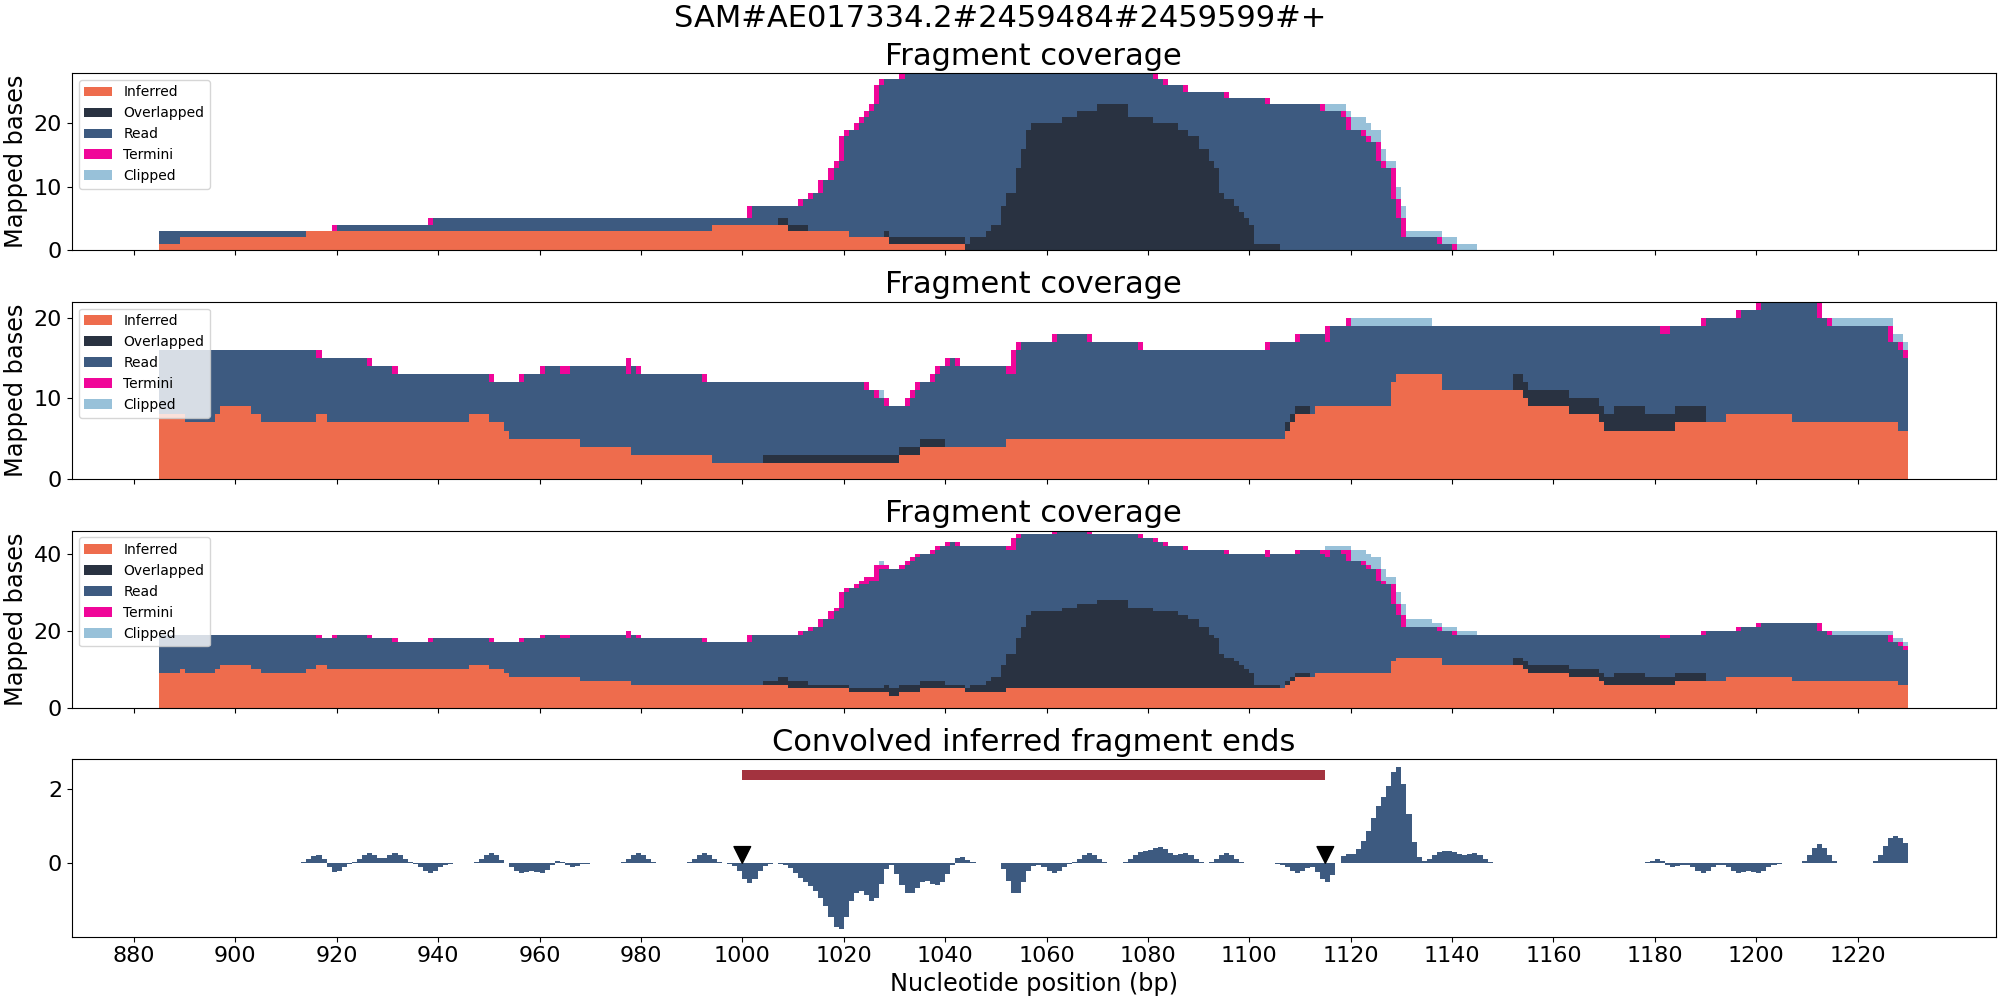 SAM#AE017334.2#2459484#2459599#+
Fragment coverage
Mapped bases
20
10
0
Inferred
Overlapped
Read
Termini
Clipped
Fragment coverage
Mapped bases
20
10
0
Inferred
Overlapped
Read
Termini
Clipped
Fragment coverage
Mapped bases
40
20
0
Inferred
Overlapped
Read
Termini
Clipped
Convolved inferred fragment ends
2
0
880 900 920 940 960 980 1000 1020 1040 1060 1080 1100 1120 1140 1160 1180 1200 1220
Nucleotide position (bp)